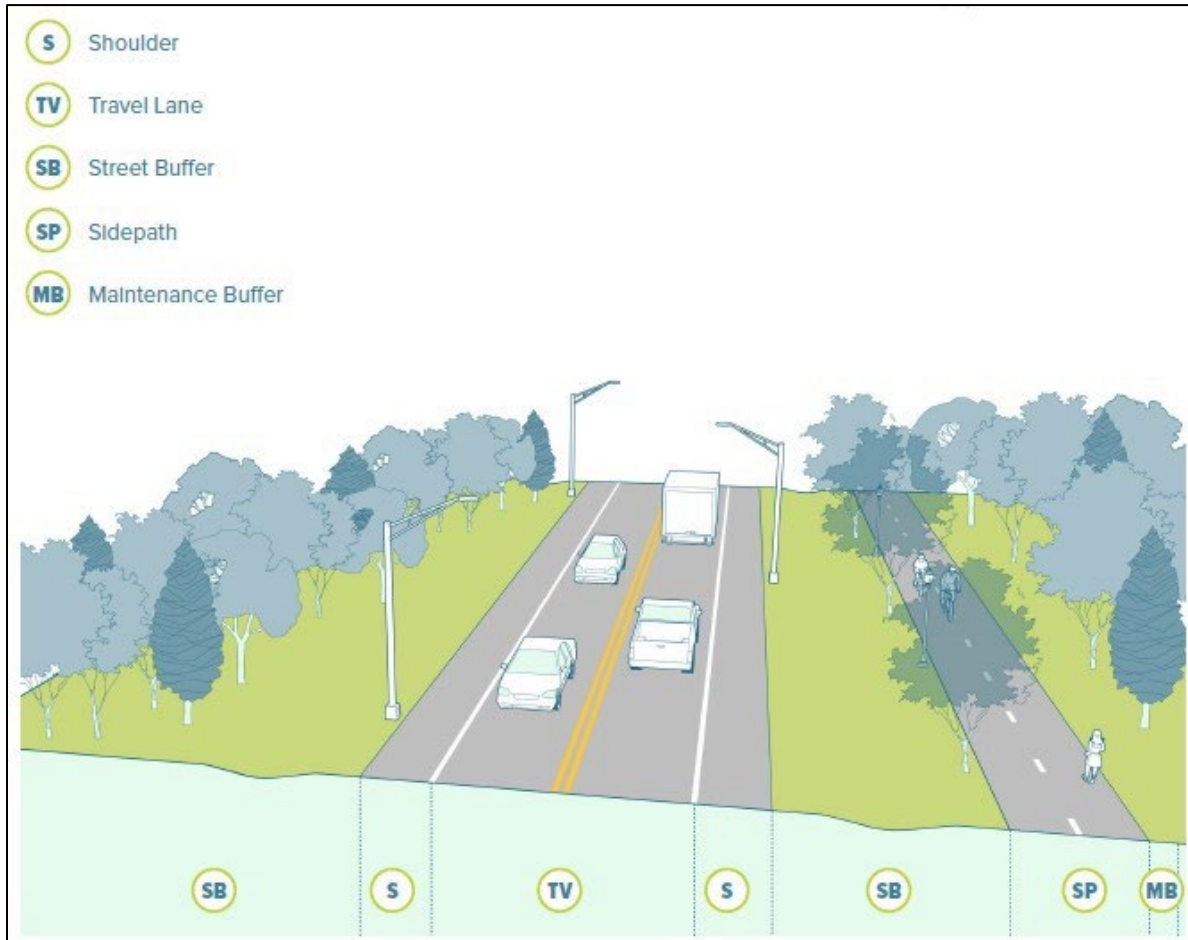 S Shoulder
TV Travel Lane
SB Street Buffer
SP Sidepath
MB Maintenance Buffer
SB S TV S SB SP MB